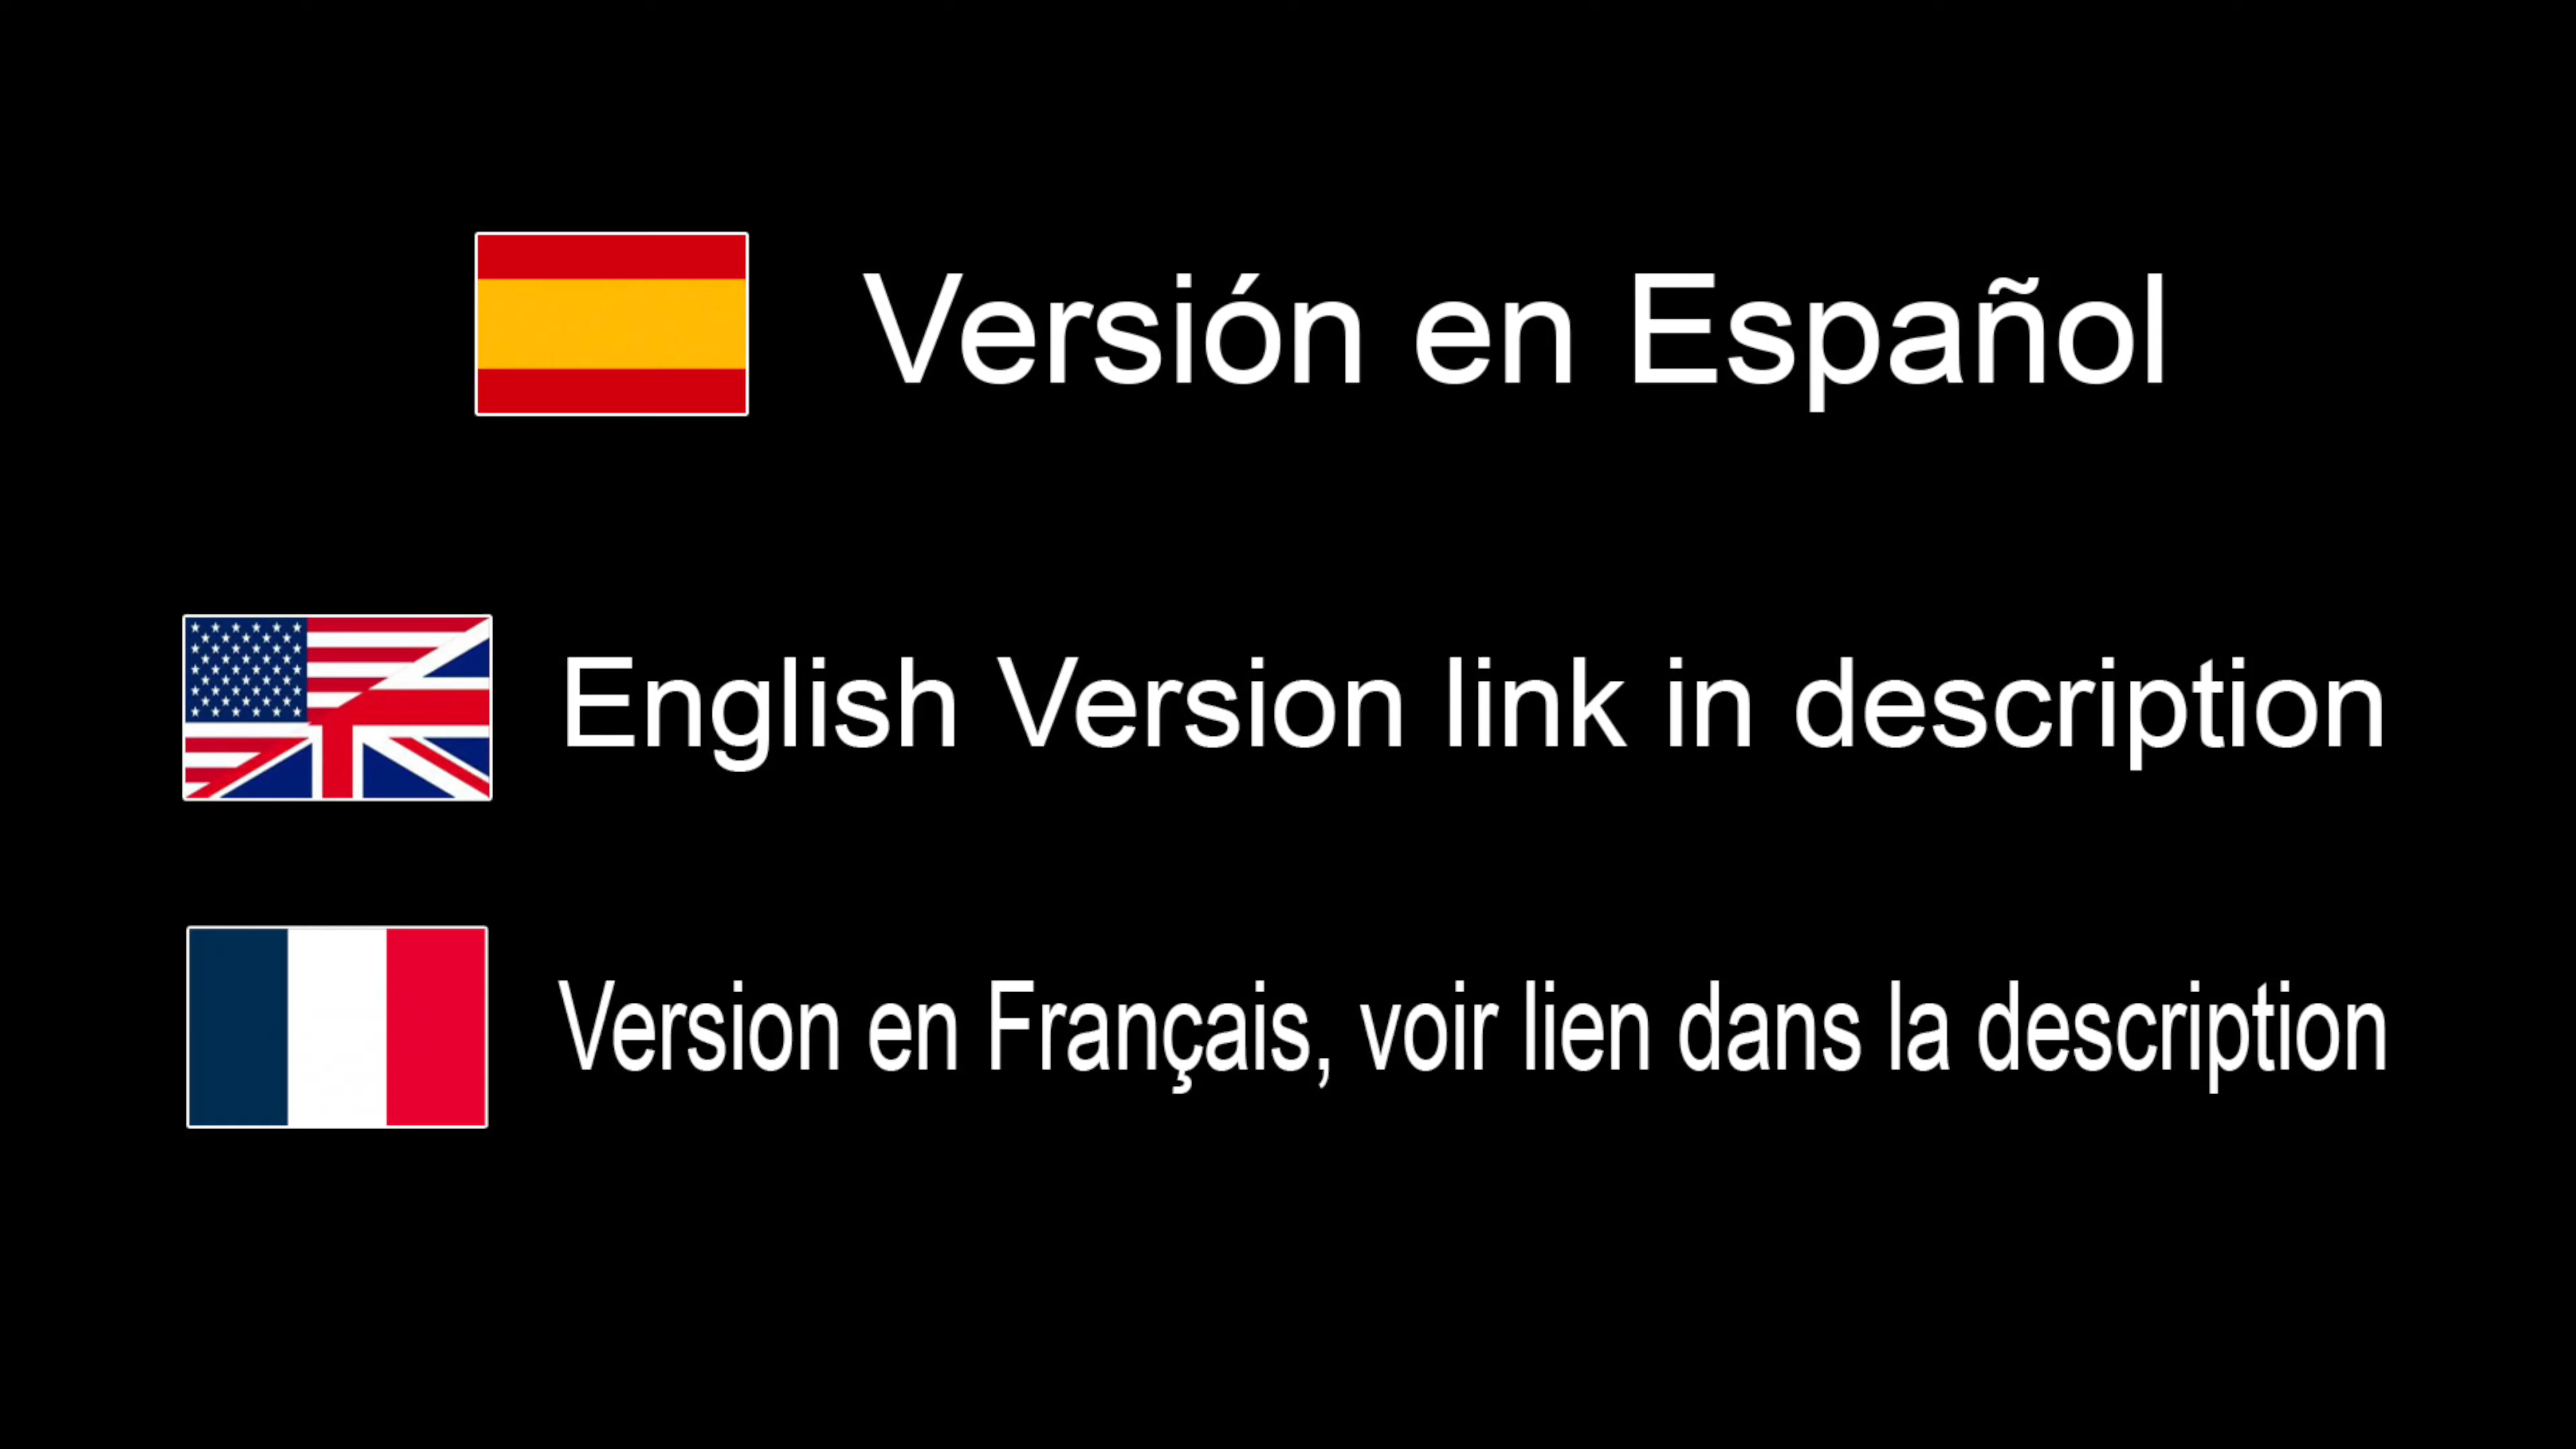 Versión en Español
English Version link in description
Version en Français, voir lien dans la description